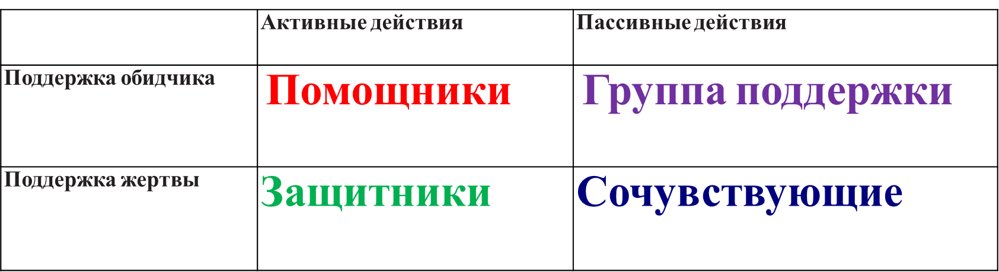 Активные действия
Пассивные действия
Поддержка обидчика
Помощники
Группа поддержки
Поддержка жертвы
Защитники
Сочувствующие